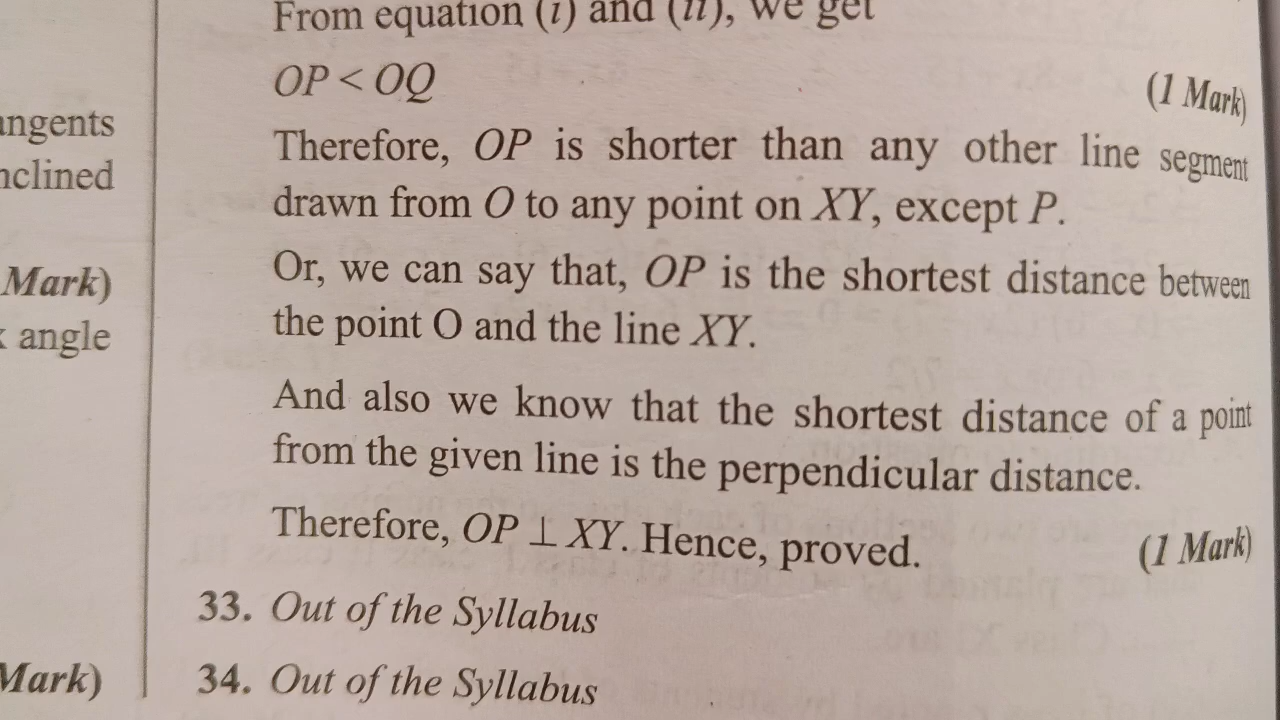 angents
nclined
Mark)
angle
Mark)
From equation (i) and (ii), we get
OP < OQ (1 Mark)
Therefore, OP is shorter than any other line segment
drawn from O to any point on XY, except P.
Or, we can say that, OP is the shortest distance between
the point O and the line XY.
And also we know that the shortest distance of a point
from the given line is the perpendicular distance.
Therefore, OP ⊥ XY. Hence, proved. (1 Mark)
33. Out of the Syllabus
34. Out of the Syllabus